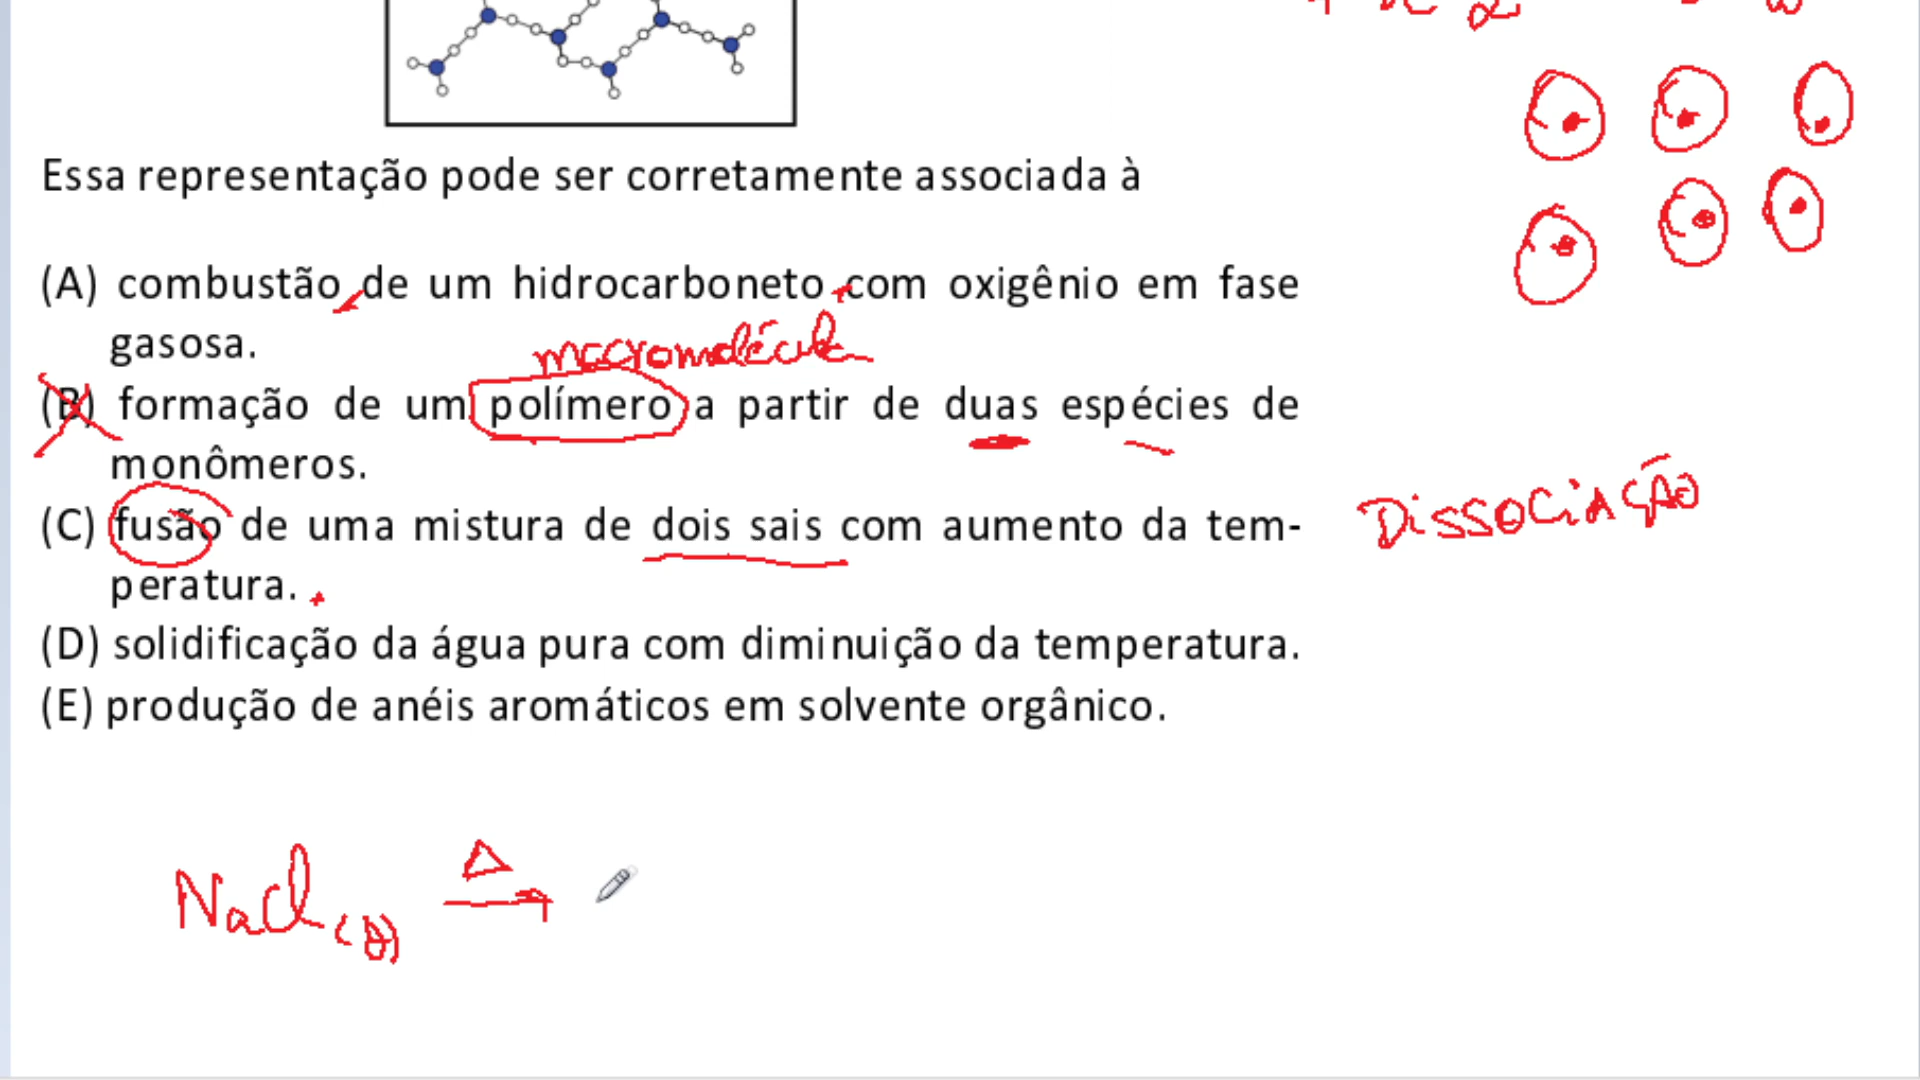 Essa representação pode ser corretamente associada à
(A) combustão de um hidrocarboneto com oxigênio em fase
gasosa.
macromolécula
(B) formação de um polímero a partir de duas espécies de
monômeros.
(C) fusão de uma mistura de dois sais com aumento da tem-
Dissociação
peratura.
(D) solidificação da água pura com diminuição da temperatura.
(E) produção de anéis aromáticos em solvente orgânico.
NaCl(s) Δ→